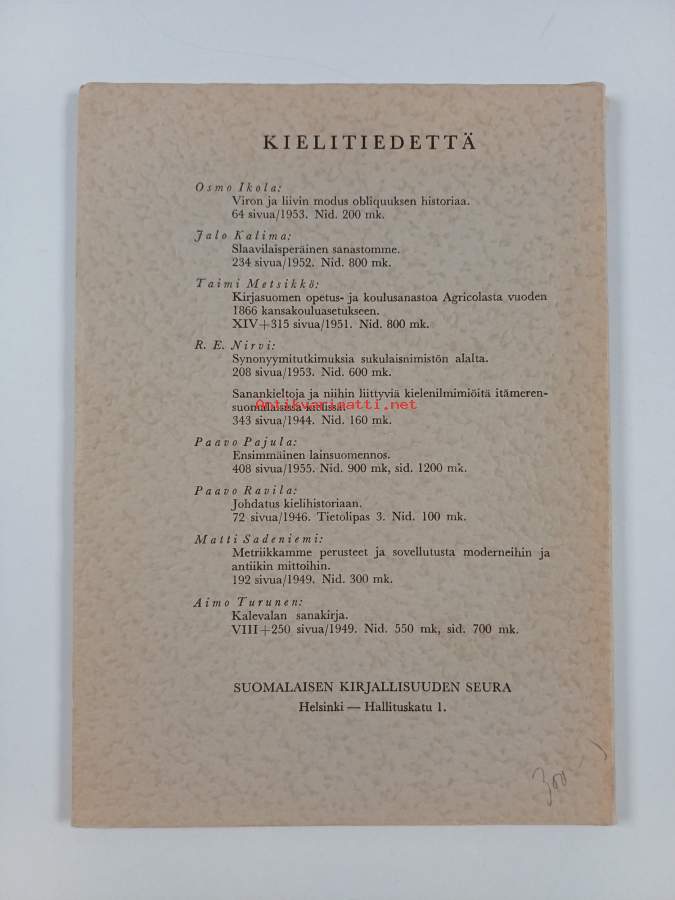 KIELITIEDETTÄ
Osmo Ikola:
Viron ja liivin modus obliquuksen historiaa.
64 sivua/1953. Nid. 200 mk.
Jalo Kalima:
Slaavilaisperäinen sanastomme.
234 sivua/1952. Nid. 800 mk.
Taimi Metsikkö:
Kirjasuomen opetus- ja koulusanastoa Agricolasta vuoden
1866 kansakouluasetukseen.
XIV+315 sivua/1951. Nid. 800 mk.
R. E. Nirvi:
Synonyymitutkimuksia sukulaisnimistön alalta.
208 sivua/1953. Nid. 600 mk.
Sanankieltoja ja niihin liittyviä kielenilmimiöitä itämeren-
suomalaisissa kielissä.
Antikvariaatti.net
343 sivua/1944. Nid. 160 mk.
Paavo Pajula:
Ensimmäinen lainsuomennos.
408 sivua/1955. Nid. 900 mk, sid. 1200 mk.
Paavo Ravila:
Johdatus kielihistoriaan.
72 sivua/1946. Tietolipas 3. Nid. 100 mk.
Matti Sadeniemi:
Metriikkamme perusteet ja sovellutusta moderneihin ja
antiikin mittoihin.
192 sivua/1949. Nid. 300 mk.
Aimo Turunen:
Kalevalan sanakirja.
VIII+250 sivua/1949. Nid. 550 mk, sid. 700 mk.
SUOMALAISEN KIRJALLISUUDEN SEURA
Helsinki — Hallituskatu 1.
300-